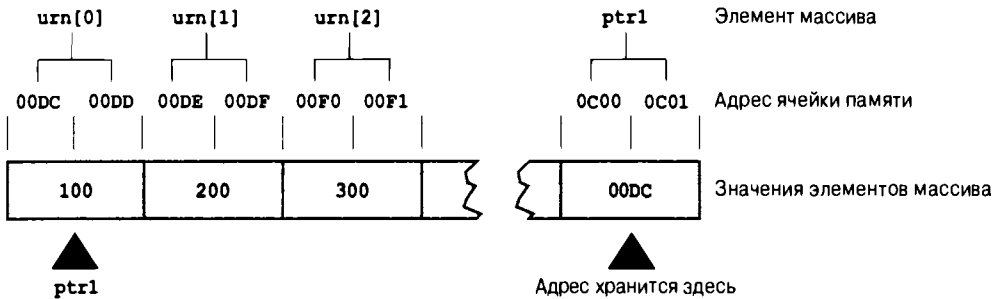 urn[0] urn[1] urn[2] ptr1 Элемент массива
00DC 00DD 00DE 00DF 00F0 00F1 0C00 0C01 Адрес ячейки памяти
100 200 300 00DC Значения элементов массива
ptr1 Адрес хранится здесь